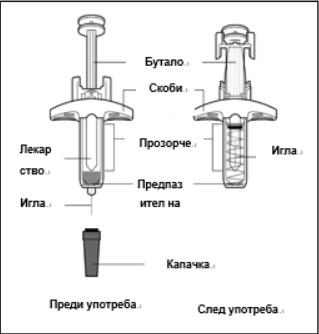 Бутало.
Скоби.
Прозорче.
Лекар
ство.
Игла.
Предпаз
ител на
Игла.
Капачка.
Преди употреба.
След употреба.